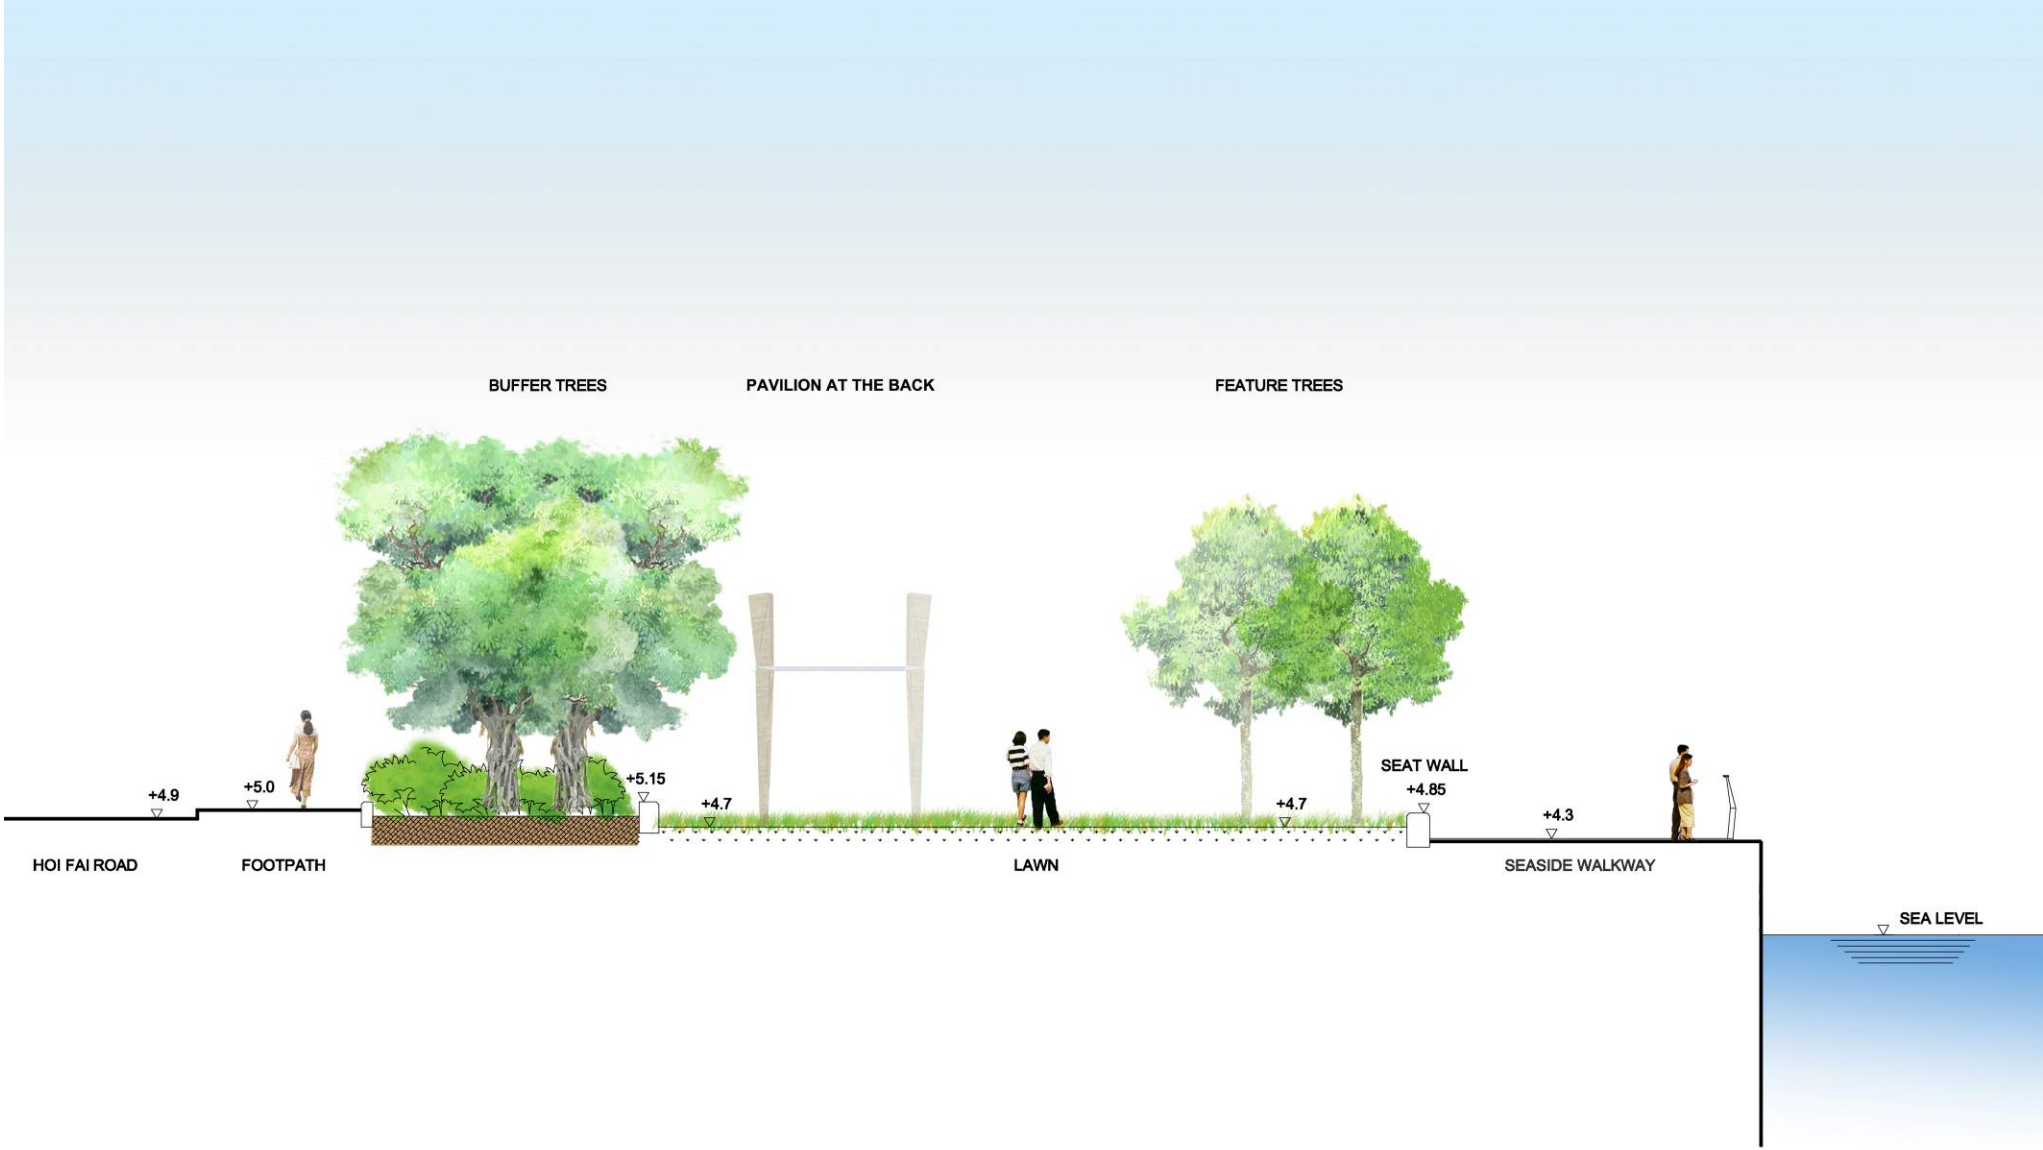 BUFFER TREES
PAVILION AT THE BACK
FEATURE TREES
SEAT WALL
+4.9
+5.0
+5.15
+4.7
+4.7
+4.85
+4.3
HOI FAI ROAD
FOOTPATH
LAWN
SEASIDE WALKWAY
SEA LEVEL